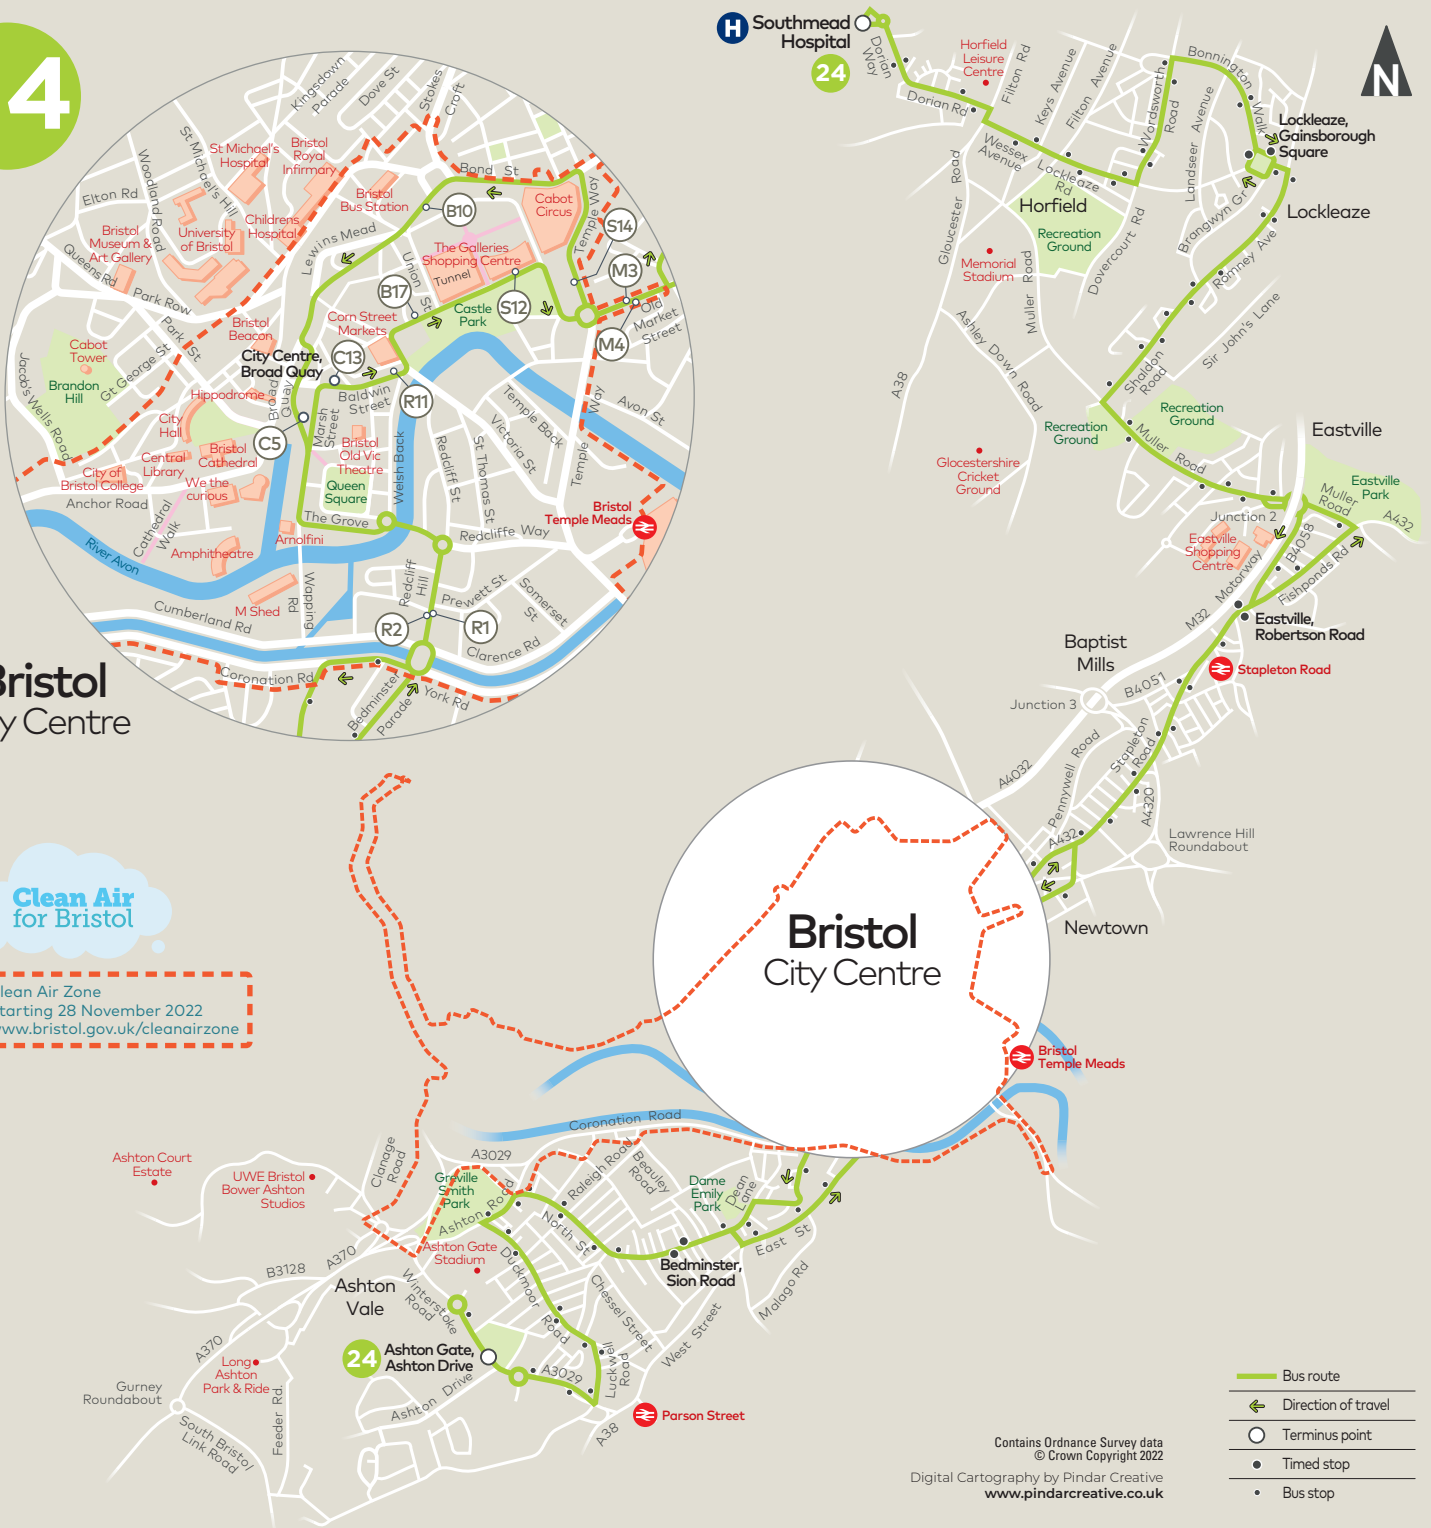 4
Southmead
Hospital
H
24
Dorian
Way
Dorian Rd
Horfield
Leisure
Centre
Filton Rd
Keys Avenue
Filton Avenue
Wordsworth
Road
Bonnington
Walk
Landseer Avenue
Lockleaze,
Gainsborough
Square
N
Wessex
Avenue
Lockleaze
Rd
Horfield
Recreation
Ground
Gloucester Road
Memorial
Stadium
Muller Road
Dovercourt Rd
Brangwyn Gr
Lockleaze
Romney Ave
Sir John's Lane
Shaldon
Road
Ashley Down Road
A38
Recreation
Ground
Recreation
Ground
Muller Road
Glocestershire
Cricket
Ground
Eastville
Eastville
Park
Muller
Road
A432
Junction 2
Eastville
Shopping
Centre
B4058
Fishponds Rd
M32 Motorway
Eastville,
Robertson Road
Stapleton Road
Baptist
Mills
Junction 3
B4051
A4032
Pennywell Road
Stapleton
Road
A4320
A432
Lawrence Hill
Roundabout
Newtown
Kingsdown
Parade
Dove St
Stokes
Croft
St Michael's
Hospital
Bristol
Royal
Infirmary
St Michael's Hill
Woodland Road
Elton Rd
Bristol
Museum &
Art Gallery
University
of Bristol
Childrens
Hospital
Bristol
Bus Station
Bond St
B10
Cabot
Circus
Temple Way
S14
Lewins Mead
The Galleries
Shopping Centre
Tunnel
Union St
M3
Queens Rd
Park Row
Park St
B17
S12
Castle
Park
Old
Market
Street
M4
Bristol
Beacon
Corn Street
Markets
City Centre,
Broad Quay
C13
Cabot
Tower
Brandon
Hill
Gt George St
Jacob's Wells Road
Hippodrome
Broad
Quay
Baldwin
Street
R11
Marsh
Street
City
Hall
C5
Central
Library
Bristol
Cathedral
Bristol
Old Vic
Theatre
City of
Bristol College
We the
curious
Queen
Square
Welsh Back
Redcliff St
St Thomas St
Victoria St
Temple Back
Avon St
Temple Way
Anchor Road
Cathedral
Walk
The Grove
Redcliffe Way
Bristol
Temple Meads
River Avon
Amphitheatre
Arnolfini
M Shed
Wapping
Rd
Redcliff
Hill
Prewett St
Somerset
St
Cumberland Rd
R2
R1
Clarence Rd
Coronation Rd
Bedminster
Parade
York Rd
Bristol
y Centre
Clean Air
for Bristol
lean Air Zone
tarting 28 November 2022
www.bristol.gov.uk/cleanairzone
Bristol
City Centre
Bristol
Temple Meads
Coronation Road
A3029
Clanage
Road
Greville
Smith
Park
Ashton Road
Raleigh Road
Beauley
Road
Dame
Emily
Park
Dean
Lane
Ashton Court
Estate
UWE Bristol
Bower Ashton
Studios
North St
East St
Bedminster,
Sion Road
Malago Rd
Ashton Gate
Stadium
B3128
A370
Ashton
Vale
Winterstoke
Road
Duckmoor Road
Chessel Street
West Street
Luckwell
Road
24
Ashton Gate,
Ashton Drive
A3029
Ashton Drive
A38
Parson Street
A370
Long
Ashton
Park & Ride
Feeder Rd.
Gurney
Roundabout
South Bristol
Link Road
Contains Ordnance Survey data
© Crown Copyright 2022
Digital Cartography by Pindar Creative
www.pindarcreative.co.uk
Bus route
Direction of travel
Terminus point
Timed stop
Bus stop